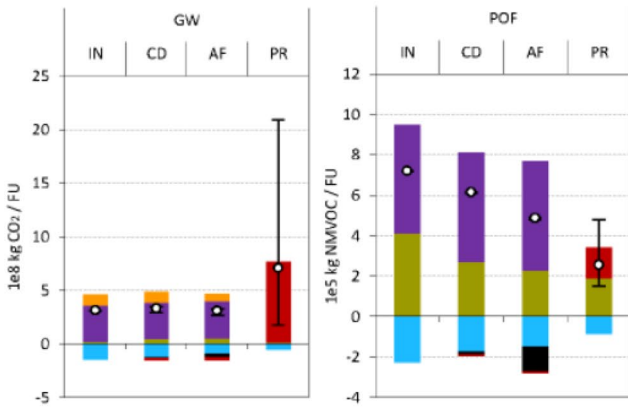 GW
IN CD AF PR
25
20
15
10
5
0
-5
1e8 kg CO₂ / FU
POF
IN CD AF PR
12
10
8
6
4
2
0
-2
-4
1e5 kg NMVOC / FU